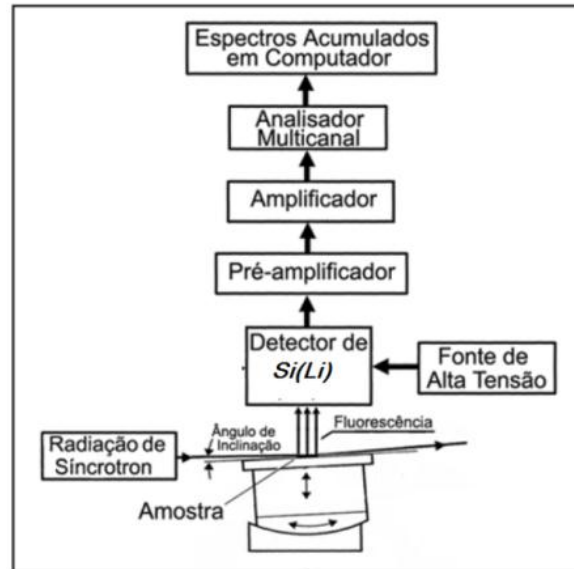 Espectros Acumulados
em Computador
Analisador
Multicanal
Amplificador
Pré-amplificador
Detector de
Si(Li)
Fonte de
Alta Tensão
Fluorescência
Ângulo de
Inclinação
Radiação de
Síncrotron
Amostra